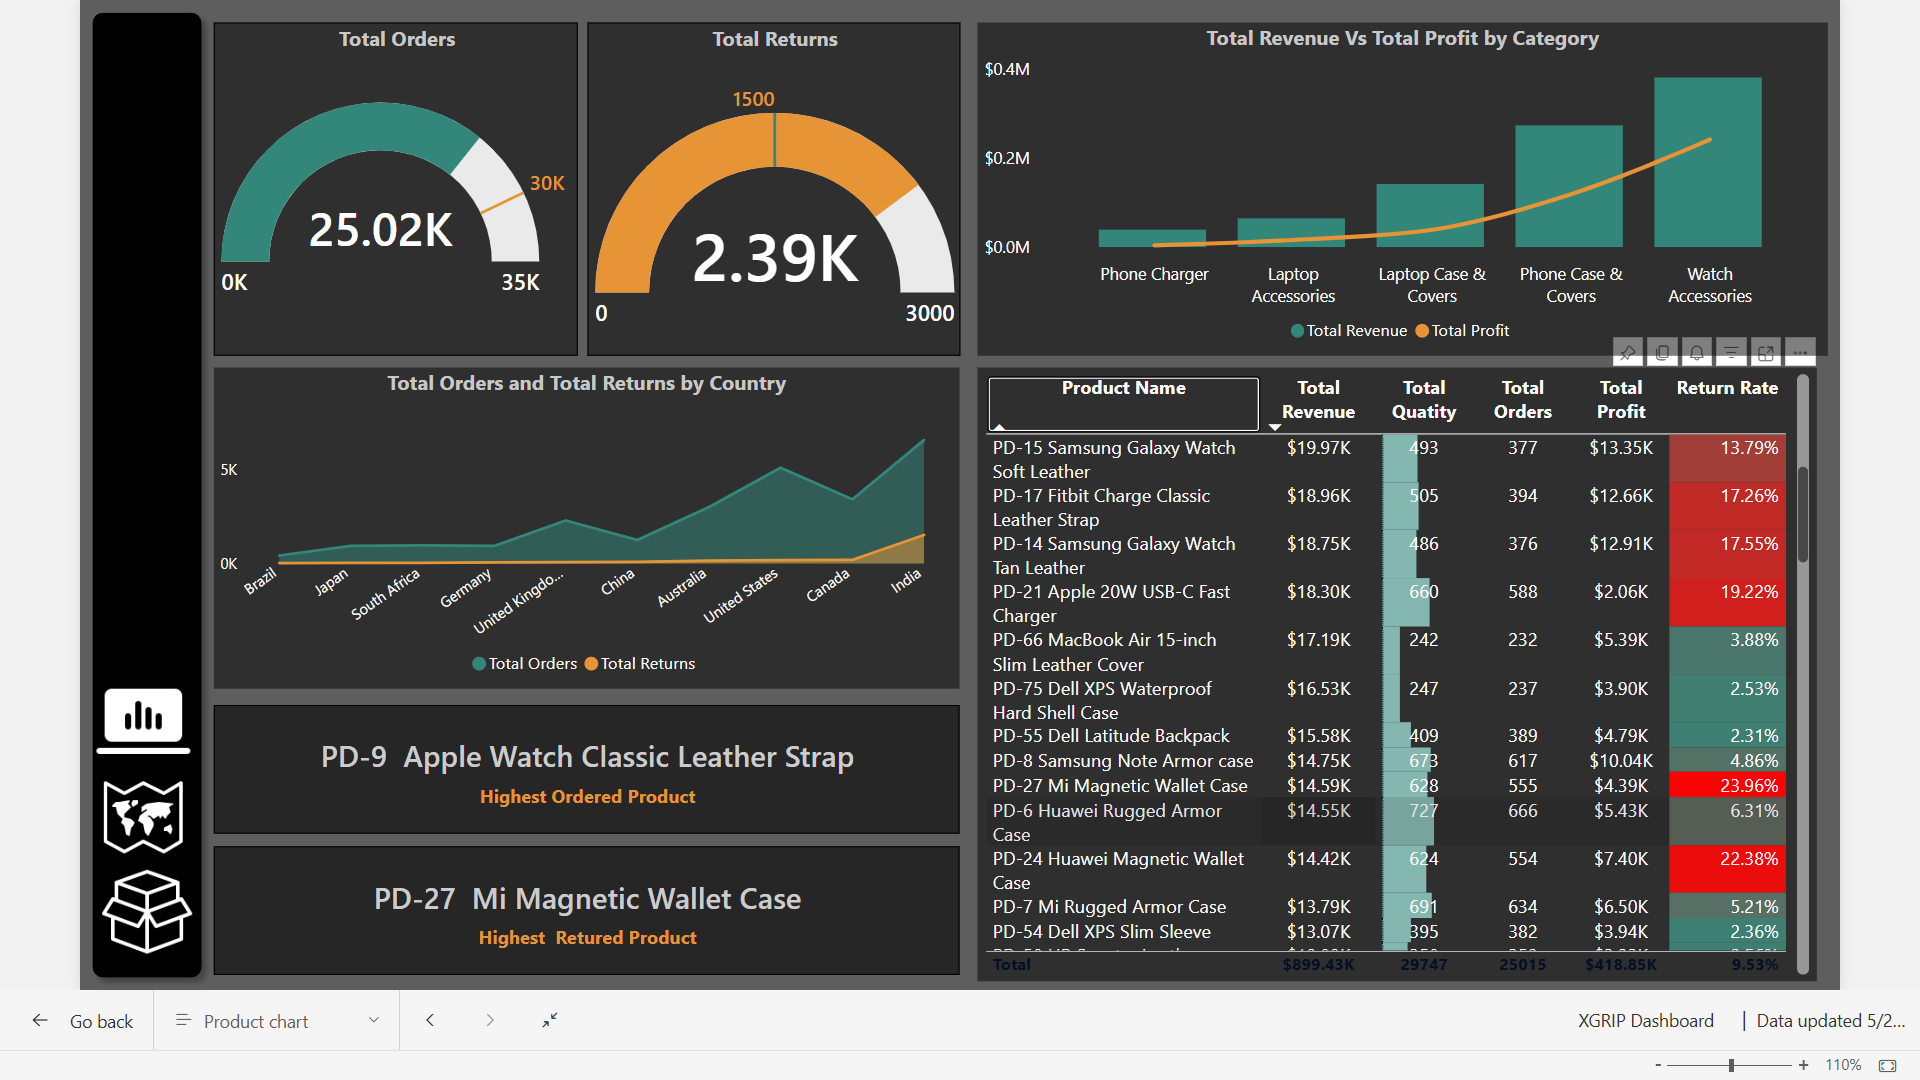 Total Orders
30K
25.02K
0K
35K
Total Returns
1500
2.39K
0
3000
Total Revenue Vs Total Profit by Category
$0.4M
$0.2M
$0.0M
Phone Charger
Laptop
Accessories
Laptop Case &
Covers
Phone Case &
Covers
Watch
Accessories
Total Revenue Total Profit
Total Orders and Total Returns by Country
5K
0K
Brazil
Japan
South Africa
Germany
United Kingdo...
China
Australia
United States
Canada
India
Total Orders Total Returns
PD-9 Apple Watch Classic Leather Strap
Highest Ordered Product
PD-27 Mi Magnetic Wallet Case
Highest Retured Product
Product Name Total Revenue Total Quatity Total Orders Total Profit Return Rate
PD-15 Samsung Galaxy Watch $19.97K 493 377 $13.35K 13.79%
Soft Leather
PD-17 Fitbit Charge Classic $18.96K 505 394 $12.66K 17.26%
Leather Strap
PD-14 Samsung Galaxy Watch $18.75K 486 376 $12.91K 17.55%
Tan Leather
PD-21 Apple 20W USB-C Fast $18.30K 660 588 $2.06K 19.22%
Charger
PD-66 MacBook Air 15-inch $17.19K 242 232 $5.39K 3.88%
Slim Leather Cover
PD-75 Dell XPS Waterproof $16.53K 247 237 $3.90K 2.53%
Hard Shell Case
PD-55 Dell Latitude Backpack $15.58K 409 389 $4.79K 2.31%
PD-8 Samsung Note Armor case $14.75K 673 617 $10.04K 4.86%
PD-27 Mi Magnetic Wallet Case $14.59K 628 555 $4.39K 23.96%
PD-6 Huawei Rugged Armor $14.55K 727 666 $5.43K 6.31%
Case
PD-24 Huawei Magnetic Wallet $14.42K 624 554 $7.40K 22.38%
Case
PD-7 Mi Rugged Armor Case $13.79K 691 634 $6.50K 5.21%
PD-54 Dell XPS Slim Sleeve $13.07K 395 382 $3.94K 2.36%
Total $899.43K 29747 25015 $418.85K 9.53%
Go back
Product chart
XGRIP Dashboard | Data updated 5/2...
- + 110%